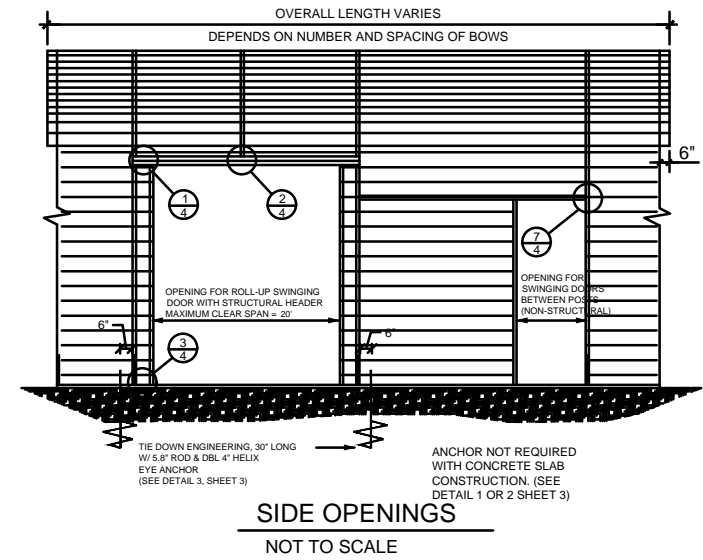 OVERALL LENGTH VARIES
DEPENDS ON NUMBER AND SPACING OF BOWS
6"
1
4
2
4
7
4
OPENING FOR ROLL-UP SWINGING
DOOR WITH STRUCTURAL HEADER
MAXIMUM CLEAR SPAN = 20'
OPENING FOR
SWINGING DOORS
BETWEEN POSTS
(NON-STRUCTURAL)
6"
6"
3
4
TIE DOWN ENGINEERING, 30" LONG
W/ 5.8" ROD & DBL 4" HELIX
EYE ANCHOR
(SEE DETAIL 3, SHEET 3)
ANCHOR NOT REQUIRED
WITH CONCRETE SLAB
CONSTRUCTION. (SEE
DETAIL 1 OR 2 SHEET 3)
SIDE OPENINGS
NOT TO SCALE